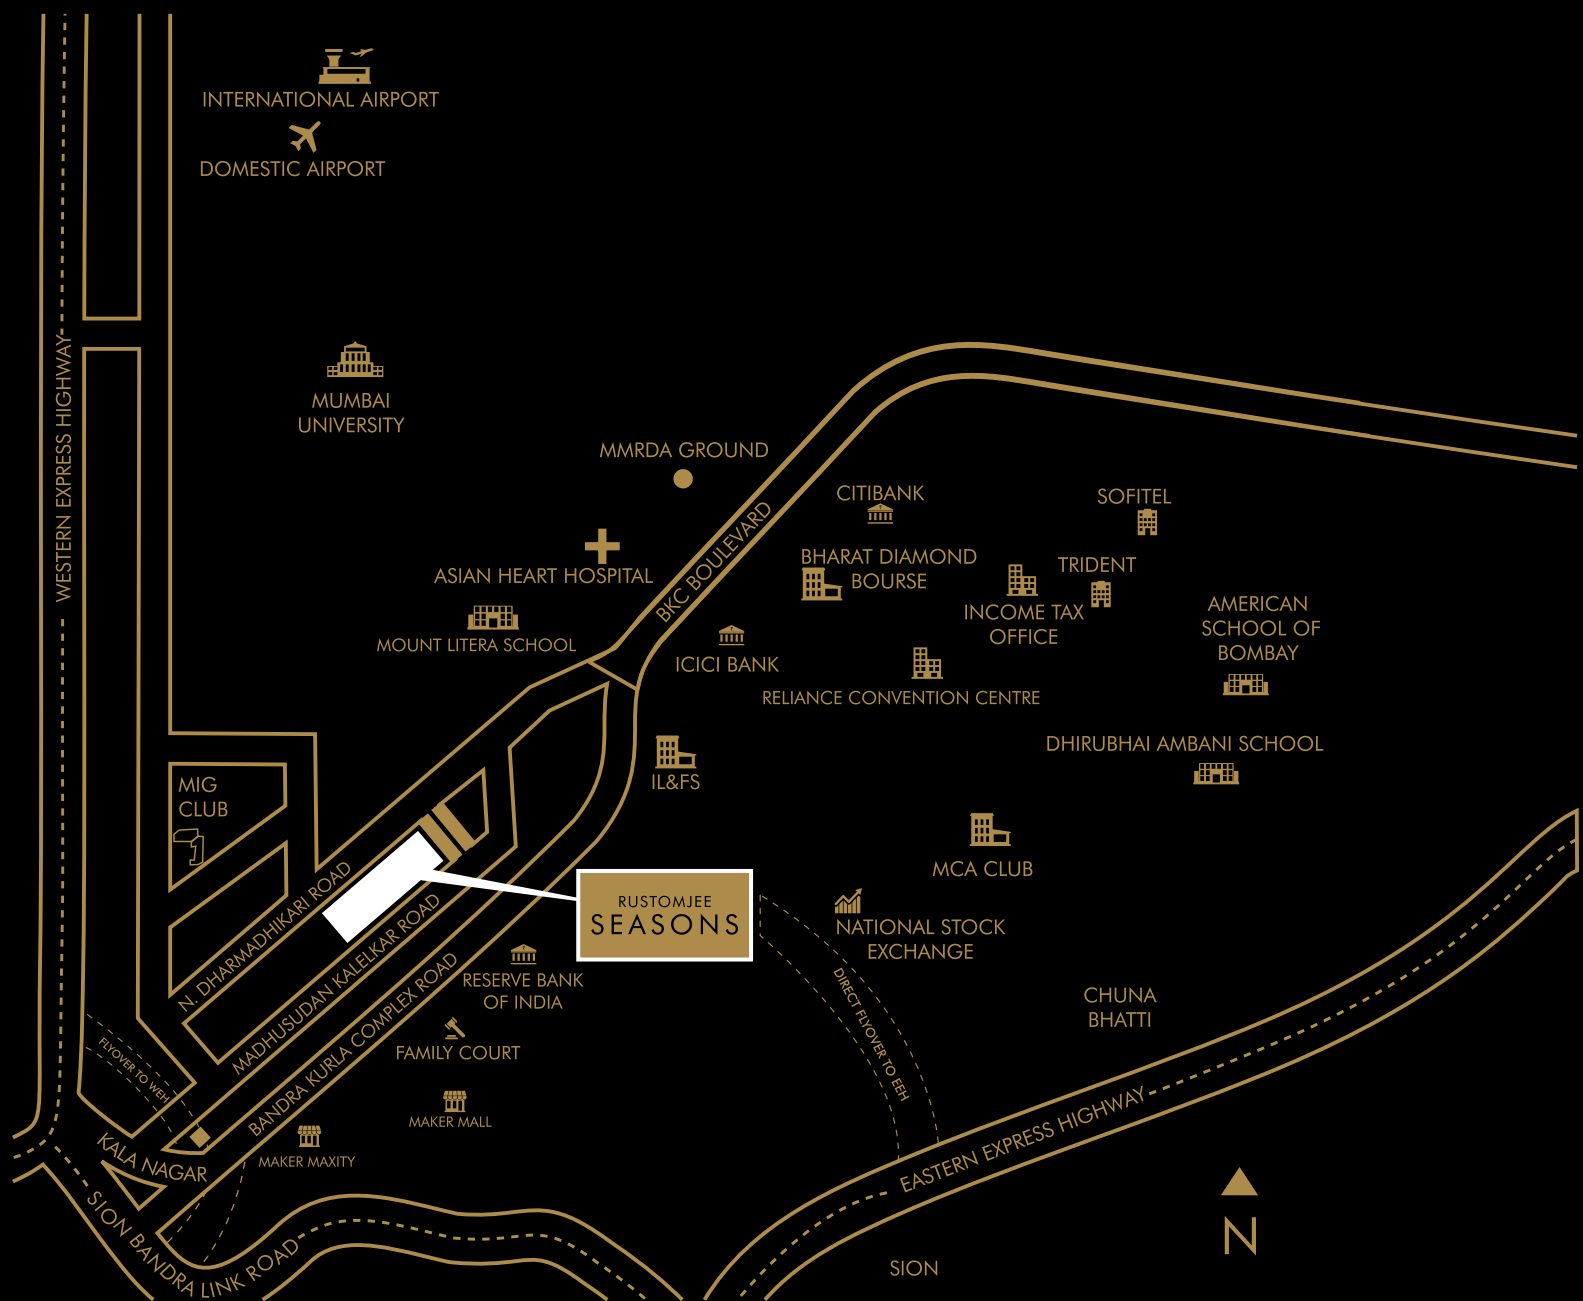 INTERNATIONAL AIRPORT
DOMESTIC AIRPORT
WESTERN EXPRESS HIGHWAY
MUMBAI
UNIVERSITY
MMRDA GROUND
ASIAN HEART HOSPITAL
MOUNT LITERA SCHOOL
BKC BOULEVARD
CITIBANK
SOFITEL
BHARAT DIAMOND
BOURSE
TRIDENT
INCOME TAX
OFFICE
AMERICAN
SCHOOL OF
BOMBAY
ICICI BANK
RELIANCE CONVENTION CENTRE
DHIRUBHAI AMBANI SCHOOL
IL&FS
MIG
CLUB
MCA CLUB
N. DHARMADHIKARI ROAD
MADHUSUDAN KALELKAR ROAD
BANDRA KURLA COMPLEX ROAD
RUSTOMJEE
SEASONS
NATIONAL STOCK
EXCHANGE
RESERVE BANK
OF INDIA
DIRECT FLYOVER TO EEH
CHUNA
BHATTI
FAMILY COURT
FLYOVER TO WEH
MAKER MALL
MAKER MAXITY
KALA NAGAR
EASTERN EXPRESS HIGHWAY
SION BANDRA LINK ROAD
N
SION